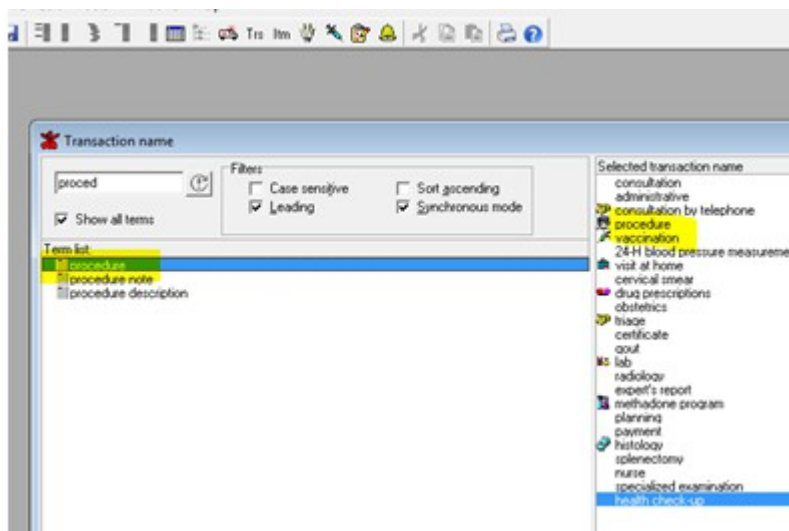 Trs Itm
Transaction name
proced
Show all terms
Filters
Case sensitive
Leading
Sort ascending
Synchronous mode
Term list:
procedure
procedure note
procedure description
Selected transaction name
consultation
administrative
consultation by telephone
procedure
vaccination
24-H blood pressure measureme
visit at home
cervical smear
drug prescriptions
obstetrics
triage
certificate
gout
lab
radiology
expert's report
methadone program
planning
payment
histology
splenectomy
nurse
specialized examination
health check-up